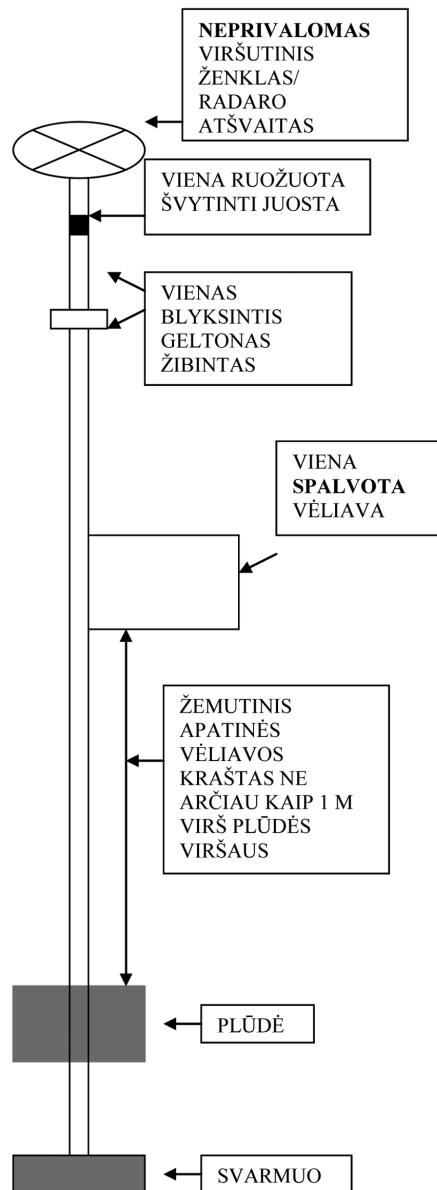 NEPRIVALOMAS
VIRŠUTINIS
ŽENKLAS/
RADARO
ATŠVAITAS
VIENA RUOŽUOTA
ŠVYTINTI JUOSTA
VIENAS
BLYKSINTIS
GELTONAS
ŽIBINTAS
VIENA
SPALVOTA
VĖLIAVA
ŽEMUTINIS
APATINĖS
VĖLIAVOS
KRAŠTAS NE
ARČIAU KAIP 1 M
VIRŠ PLŪDĖS
VIRŠAUS
PLŪDĖ
SVARMUO